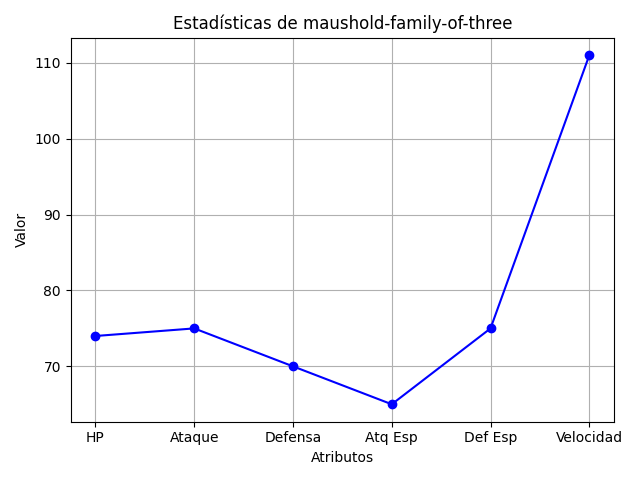 Estadísticas de maushold-family-of-three
110
100
90
80
70
Valor
HP Ataque Defensa Atq Esp Def Esp Velocidad
Atributos